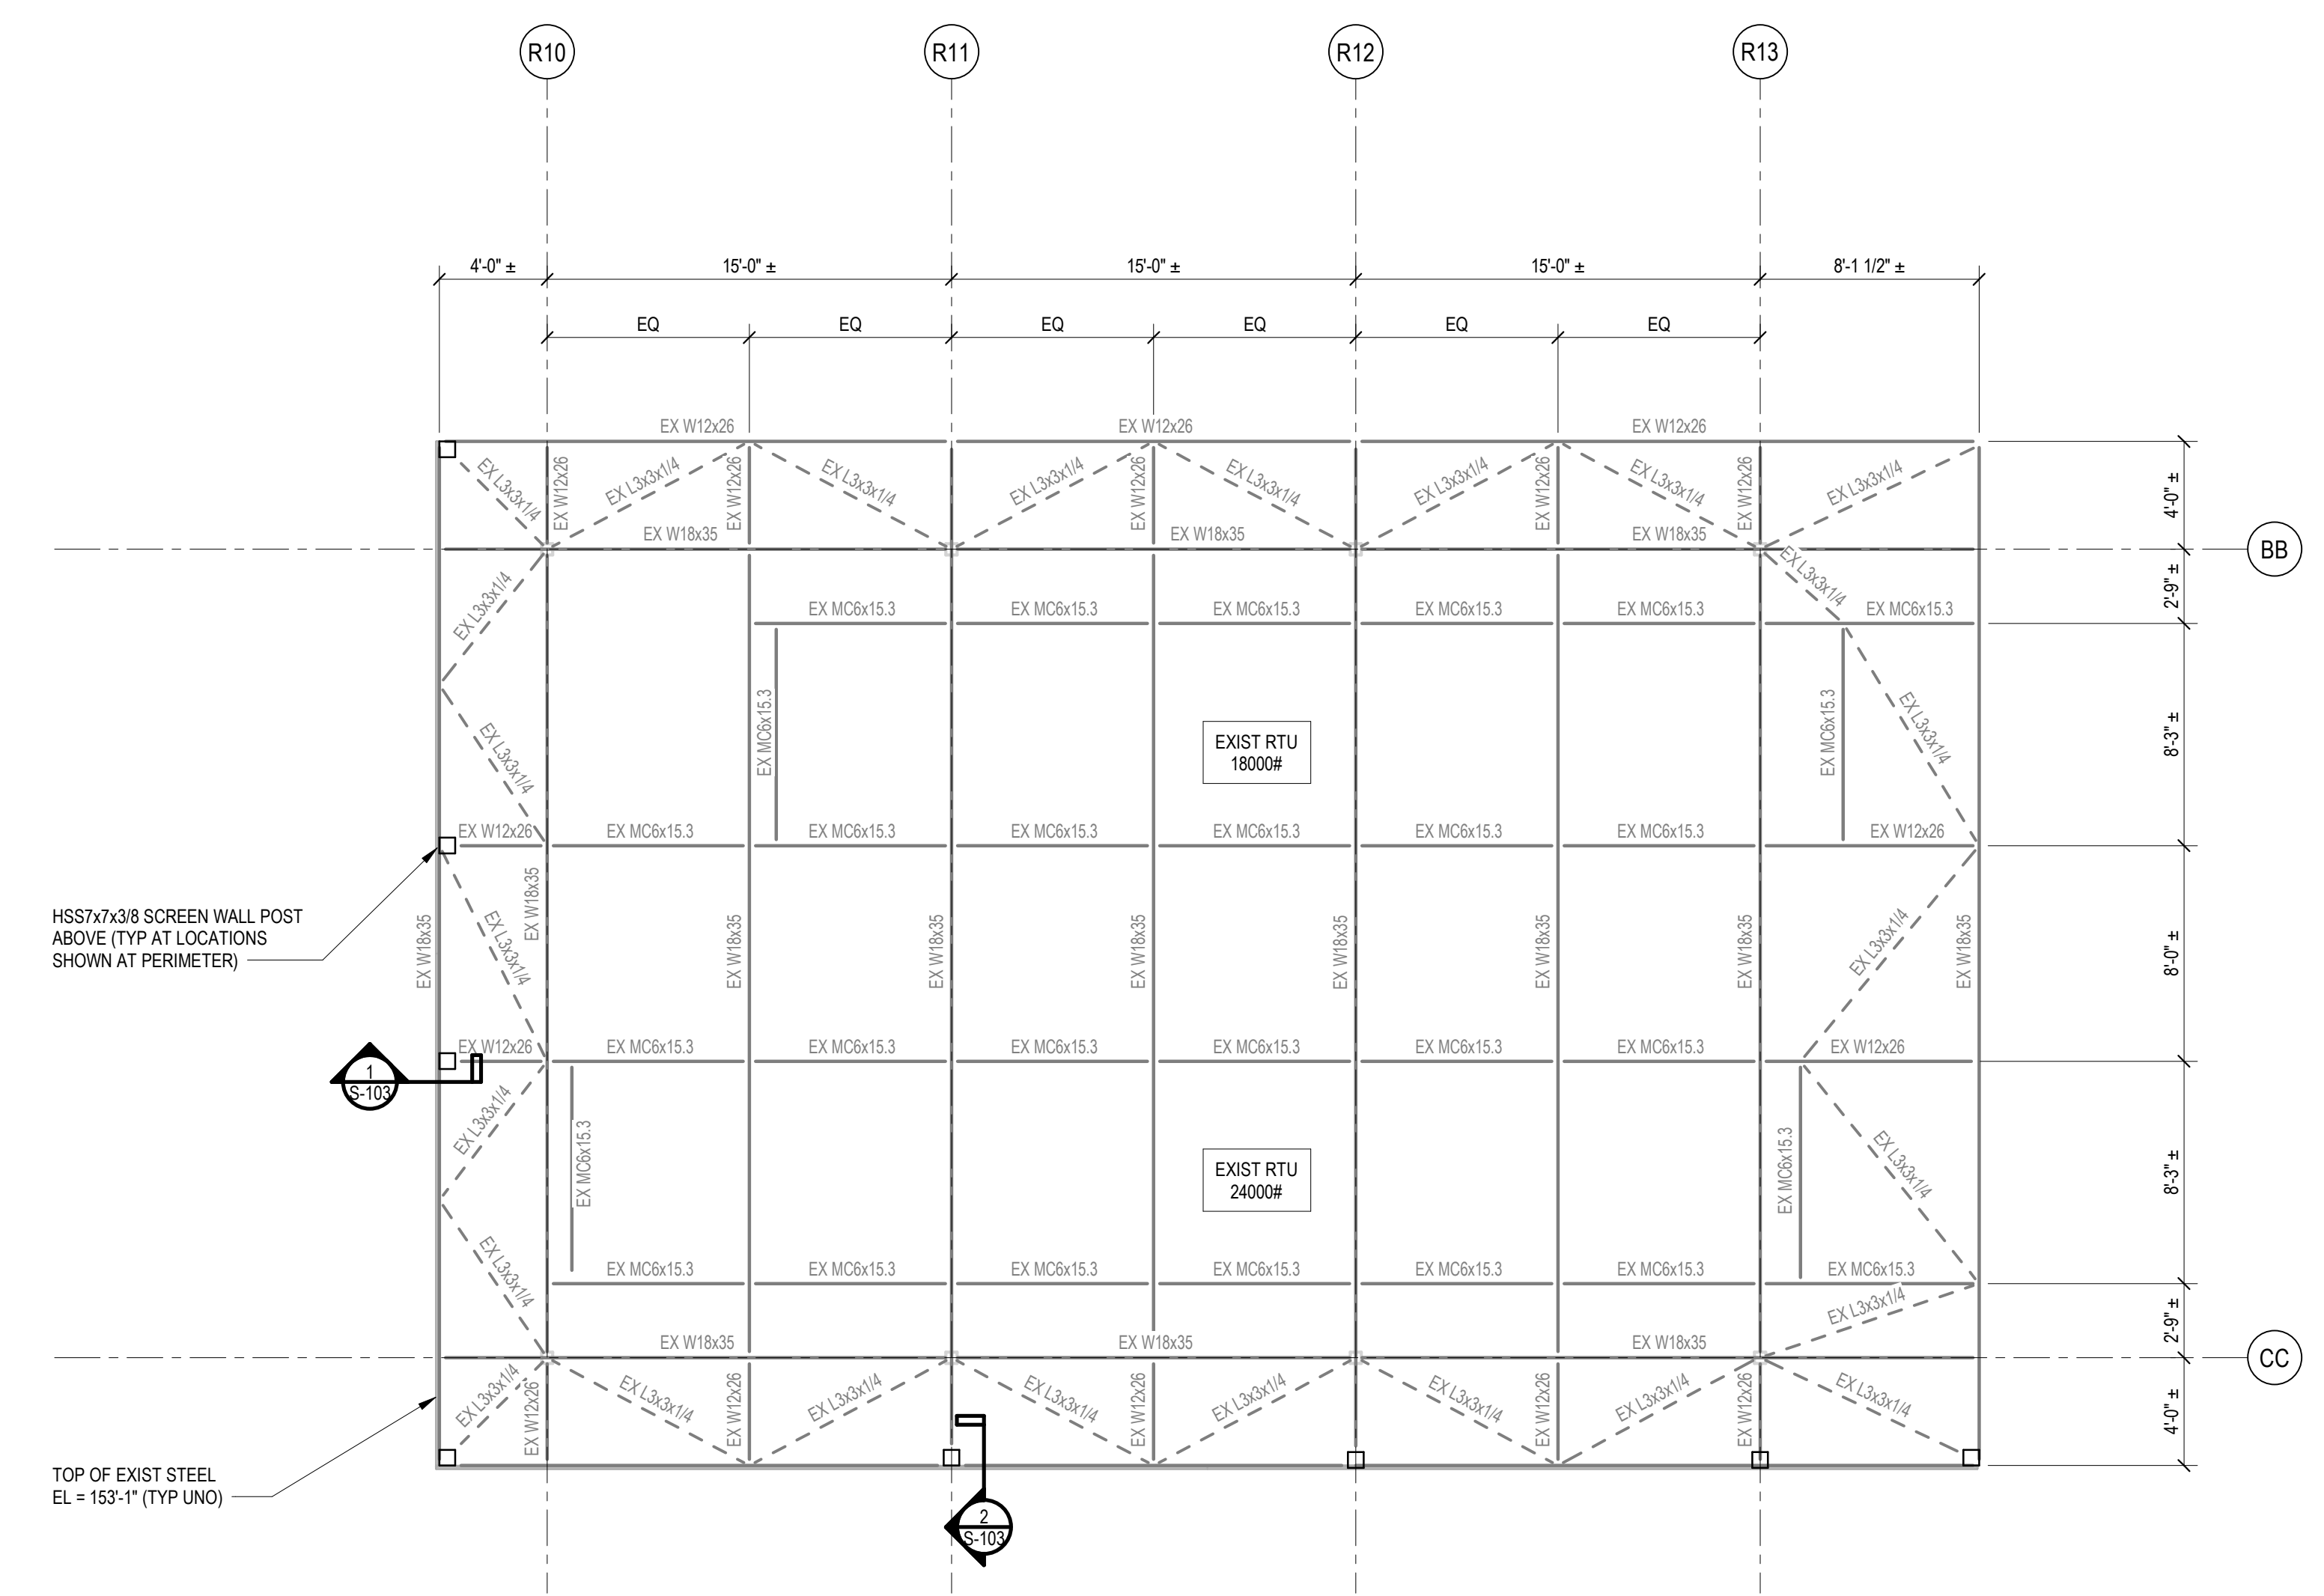 R10 R11 R12 R13
4'-0" ± 15'-0" ± 15'-0" ± 15'-0" ± 8'-1 1/2" ±
EQ EQ EQ EQ EQ EQ
EX W12x26 EX W12x26 EX W12x26
EX L3x3x1/4 EX W12x26 EX L3x3x1/4 EX W12x26 EX L3x3x1/4 EX L3x3x1/4 EX W12x26 EX L3x3x1/4 EX L3x3x1/4 EX W12x26 EX L3x3x1/4 EX W12x26 EX L3x3x1/4 4'-0" ±
EX W18x35 EX W18x35 EX W18x35
BB
EX L3x3x1/4 EX L3x3x1/4 2'-9" ±
EX MC6x15.3 EX MC6x15.3 EX MC6x15.3 EX MC6x15.3 EX MC6x15.3 EX MC6x15.3
EX L3x3x1/4 EX MC6x15.3 EX MC6x15.3 EX L3x3x1/4 8'-3" ±
EXIST RTU
18000#
EX W12x26 EX MC6x15.3 EX MC6x15.3 EX MC6x15.3 EX MC6x15.3 EX MC6x15.3 EX MC6x15.3 EX W12x26
HSS7x7x3/8 SCREEN WALL POST
ABOVE (TYP AT LOCATIONS
SHOWN AT PERIMETER)
EX W18x35 EX L3x3x1/4 EX W18x35 EX W18x35 EX W18x35 EX W18x35 EX W18x35 EX W18x35 EX W18x35 EX L3x3x1/4 EX W18x35 8'-0" ±
EX W12x26 EX MC6x15.3 EX MC6x15.3 EX MC6x15.3 EX MC6x15.3 EX MC6x15.3 EX MC6x15.3 EX W12x26
1
S-103
EX L3x3x1/4 EX MC6x15.3 EX MC6x15.3 EX L3x3x1/4 8'-3" ±
EXIST RTU
24000#
EX L3x3x1/4
EX MC6x15.3 EX MC6x15.3 EX MC6x15.3 EX MC6x15.3 EX MC6x15.3 EX MC6x15.3 EX MC6x15.3
EX L3x3x1/4 2'-9" ±
EX W18x35 EX W18x35 EX W18x35
CC
EX L3x3x1/4 EX W12x26 EX L3x3x1/4 EX W12x26 EX L3x3x1/4 EX L3x3x1/4 EX W12x26 EX L3x3x1/4 EX L3x3x1/4 EX W12x26 EX L3x3x1/4 EX W12x26 EX L3x3x1/4 4'-0" ±
TOP OF EXIST STEEL
EL = 153'-1" (TYP UNO)
2
S-103